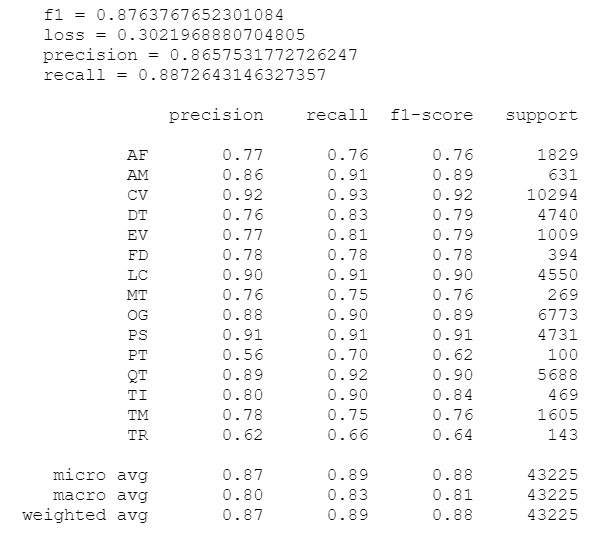 f1 = 0.8763767652301084
loss = 0.3021968880704805
precision = 0.8657531772726247
recall = 0.8872643146327357
precision recall f1-score support
AF 0.77 0.76 0.76 1829
AM 0.86 0.91 0.89 631
CV 0.92 0.93 0.92 10294
DT 0.76 0.83 0.79 4740
EV 0.77 0.81 0.79 1009
FD 0.78 0.78 0.78 394
LC 0.90 0.91 0.90 4550
MT 0.76 0.75 0.76 269
OG 0.88 0.90 0.89 6773
PS 0.91 0.91 0.91 4731
PT 0.56 0.70 0.62 100
QT 0.89 0.92 0.90 5688
TI 0.80 0.90 0.84 469
TM 0.78 0.75 0.76 1605
TR 0.62 0.66 0.64 143
micro avg 0.87 0.89 0.88 43225
macro avg 0.80 0.83 0.81 43225
weighted avg 0.87 0.89 0.88 43225